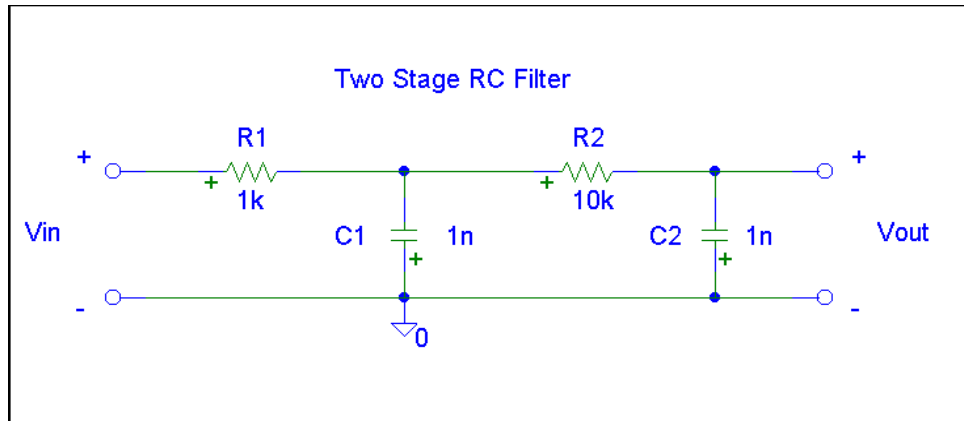 Two Stage RC Filter
R1 R2
+ + + +
1k 10k
Vin C1 1n C2 1n Vout
+ +
- -
0